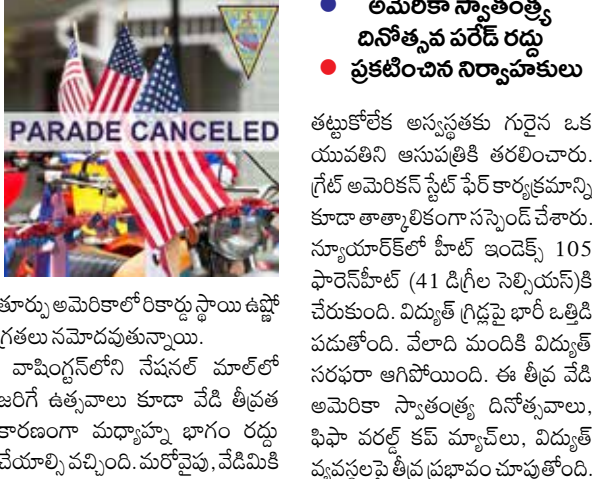 PARADE CANCELED
తూర్పు అమెరికాలో రికార్డు స్థాయి ఉష్ణో
గ్రతలు నమోదవుతున్నాయి.
వాషింగ్టన్‌లోని నేషనల్ మాల్‌లో
జరిగే ఉత్సవాలు కూడా వేడి తీవ్రత
కారణంగా మధ్యాహ్న భాగం రద్దు
చేయాల్సి వచ్చింది. మరోవైపు, వేడిమికి
అమెరికా స్వాతంత్ర్య
దినోత్సవ పరేడ్ రద్దు
ప్రకటించిన నిర్వాహకులు
తట్టుకోలేక అస్వస్థతకు గురైన ఒక
యువతిని ఆసుపత్రికి తరలించారు.
గ్రేట్ అమెరికన్ స్టేట్ ఫేర్ కార్యక్రమాన్ని
కూడా తాత్కాలికంగా సస్పెండ్ చేశారు.
న్యూయార్క్‌లో హీట్ ఇండెక్స్ 105
ఫారెన్‌హీట్ (41 డిగ్రీల సెల్సియస్)కి
చేరుకుంది. విద్యుత్ గ్రిడ్లపై భారీ ఒత్తిడి
పడుతోంది. వేలాది మందికి విద్యుత్
సరఫరా ఆగిపోయింది. ఈ తీవ్ర వేడి
అమెరికా స్వాతంత్ర్య దినోత్సవాలు,
ఫిఫా వరల్డ్ కప్ మ్యాచ్‌లు, విద్యుత్
వ్యవస్థలపై తీవ్ర ప్రభావం చూపుతోంది.